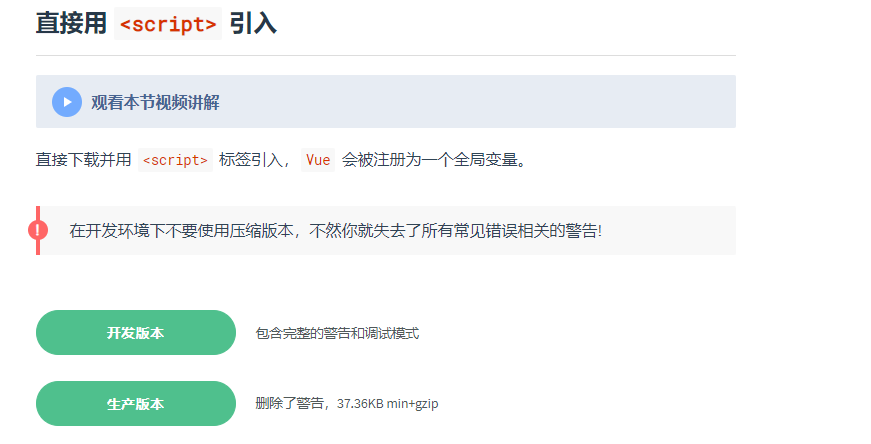 直接用 <script> 引入
观看本节视频讲解
直接下载并用 <script> 标签引入，Vue 会被注册为一个全局变量。
在开发环境下不要使用压缩版本，不然你就失去了所有常见错误相关的警告!
开发版本 包含完整的警告和调试模式
生产版本 删除了警告，37.36KB min+gzip